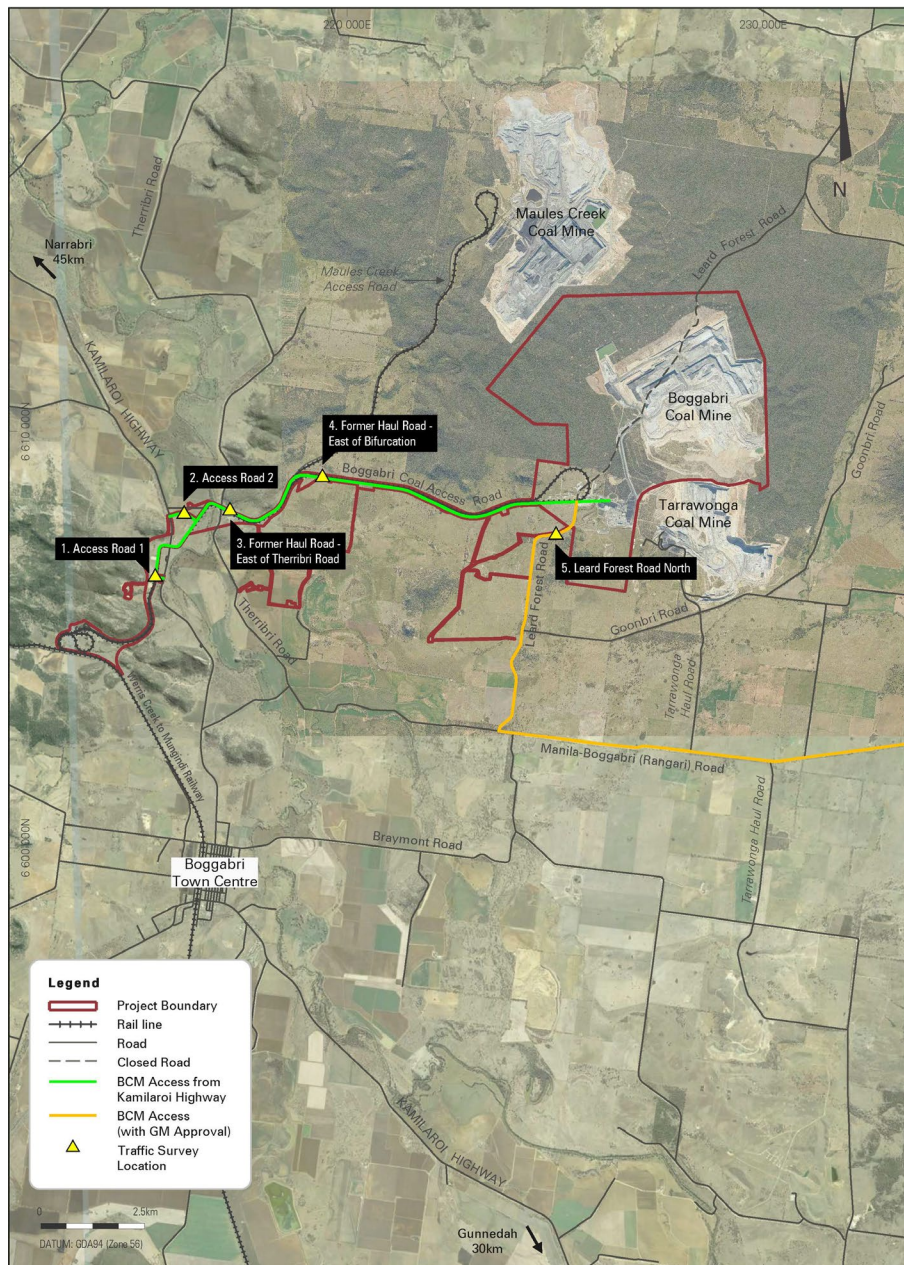 220 000E
230 000E
Therribri Road
N
Maules Creek
Coal Mine
Leard Forest Road
Narrabri
45km
Maules Creek
Access Road
KAMILAROI HIGHWAY
6 610 000N
Boggabri
Coal Mine
Goonbri Road
4. Former Haul Road -
East of Bifurcation
Boggabri Coal Access Road
2. Access Road 2
Tarrawonga
Coal Mine
1. Access Road 1
3. Former Haul Road -
East of Therribri Road
5. Leard Forest Road North
Leard Forest Road
Therribri Road
Goonbri Road
Tarrawonga
Haul Road
Werris Creek to Mungindi Railway
Manila-Boggabri (Rangari) Road
6 600 000N
Braymont Road
Tarrawonga Haul Road
Boggabri
Town Centre
Legend
Project Boundary
Rail line
Road
Closed Road
BCM Access from
Kamilaroi Highway
BCM Access
(with GM Approval)
Traffic Survey
Location
KAMILAROI HIGHWAY
0
2.5km
DATUM: GDA94 (Zone 56)
Gunnedah
30km